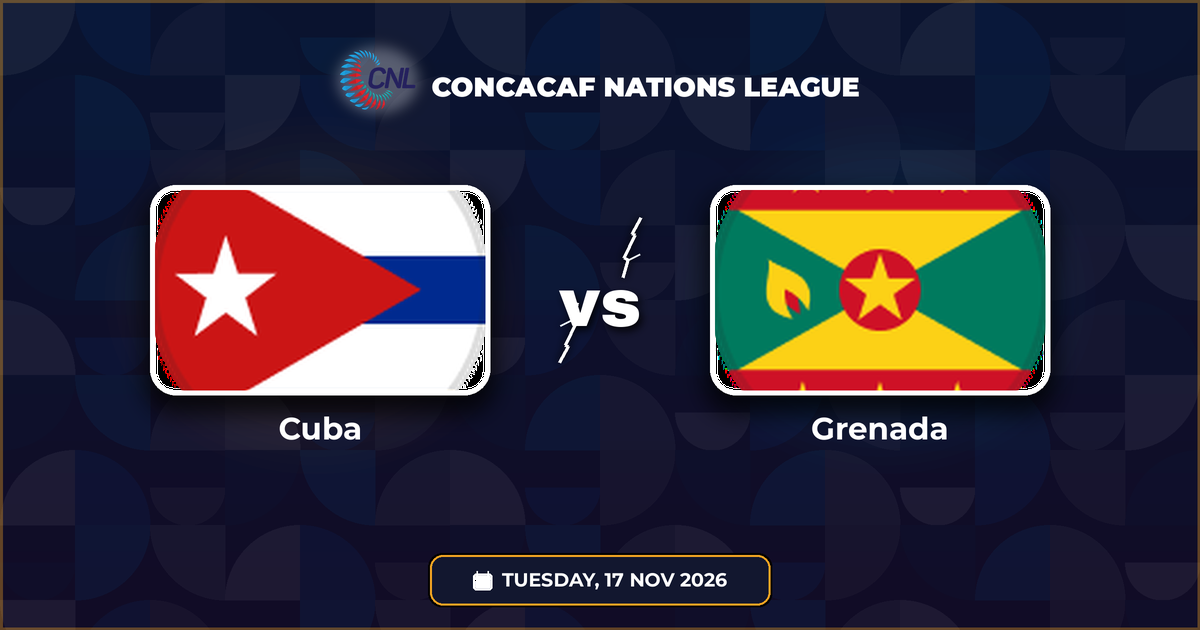 CNL
CONCACAF NATIONS LEAGUE
VS
Cuba
Grenada
TUESDAY, 17 NOV 2026